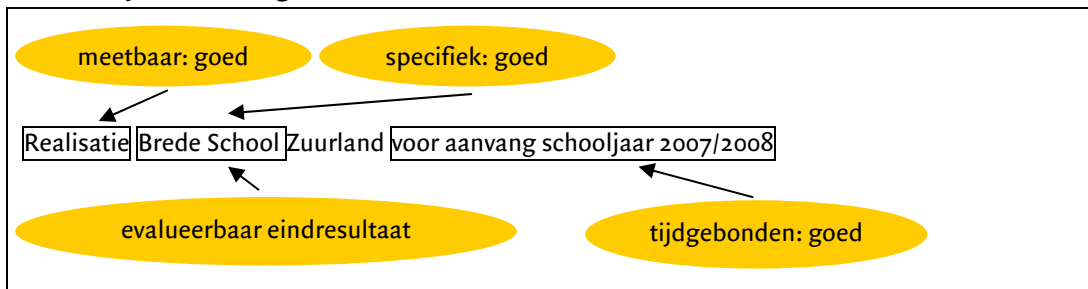 meetbaar: goed
specifiek: goed
Realisatie Brede School Zuurland voor aanvang schooljaar 2007/2008
evalueerbaar eindresultaat
tijdgebonden: goed